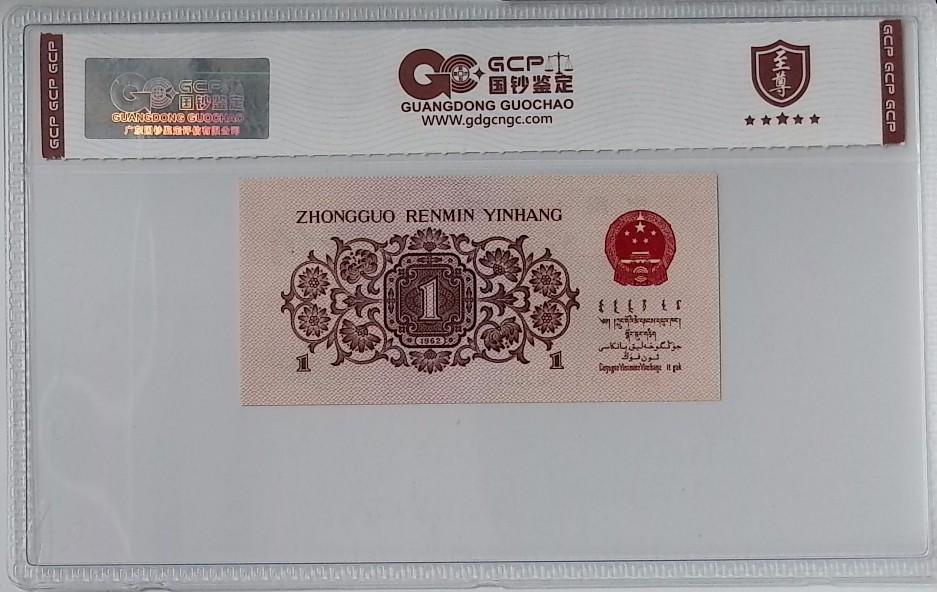 GCP GCP GCP
GCP
国钞鉴定
GUANGDONG GUOCHAO
广东国钞鉴定评估有限公司
GCP
国钞鉴定
GUANGDONG GUOCHAO
www.gdgcngc.com
至尊
GCP GCP GCP
ZHONGGUO RENMIN YINHANG
1
(1962)
1
1